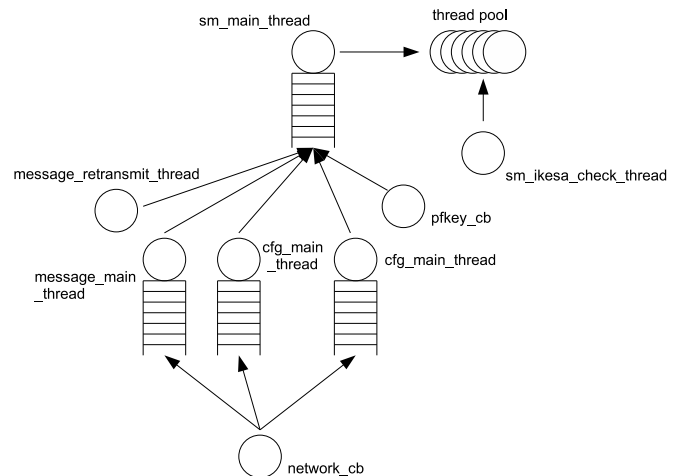 sm_main_thread
thread pool
message_retransmit_thread
sm_ikesa_check_thread
pfkey_cb
message_main
_thread
cfg_main
_thread
cfg_main_thread
network_cb